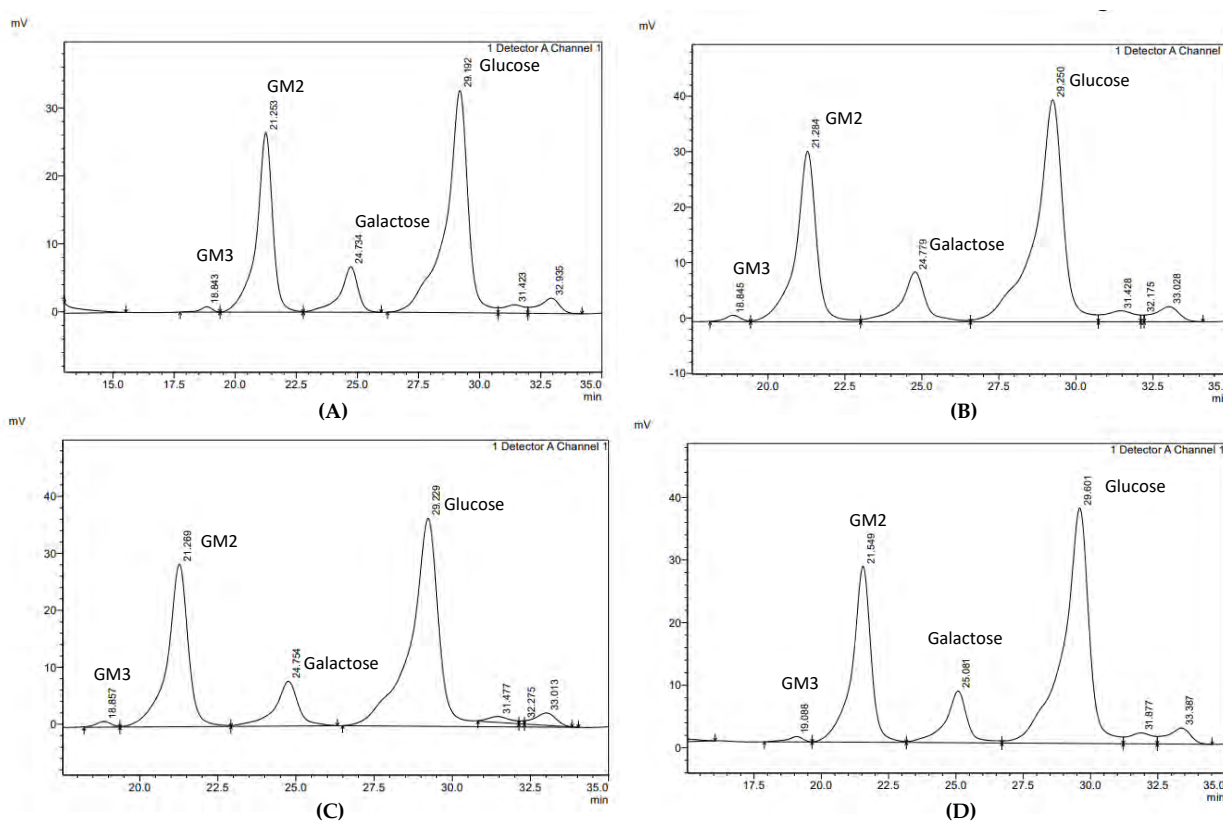 mV
1 Detector A Channel 1
GM3
18.843
GM2
21.253
Galactose
24.734
Glucose
29.192
31.423
32.935
30
20
10
0
15.0 17.5 20.0 22.5 25.0 27.5 30.0 32.5 35.0
min
(A)
mV
1 Detector A Channel
GM3
18.845
GM2
21.284
Galactose
24.779
Glucose
29.250
31.428
32.175
33.028
40
30
20
10
0
-10
20.0 22.5 25.0 27.5 30.0 32.5 35.
min
(B)
mV
1 Detector A Channel 1
GM3
18.857
GM2
21.269
Galactose
24.754
Glucose
29.229
31.477
32.275
33.013
40
30
20
10
0
20.0 22.5 25.0 27.5 30.0 32.5 35.0
min
(C)
mV
1 Detector A Channel 1
GM3
19.088
GM2
21.549
Galactose
25.081
Glucose
29.601
31.877
33.387
40
30
20
10
0
17.5 20.0 22.5 25.0 27.5 30.0 32.5 35.0
min
(D)